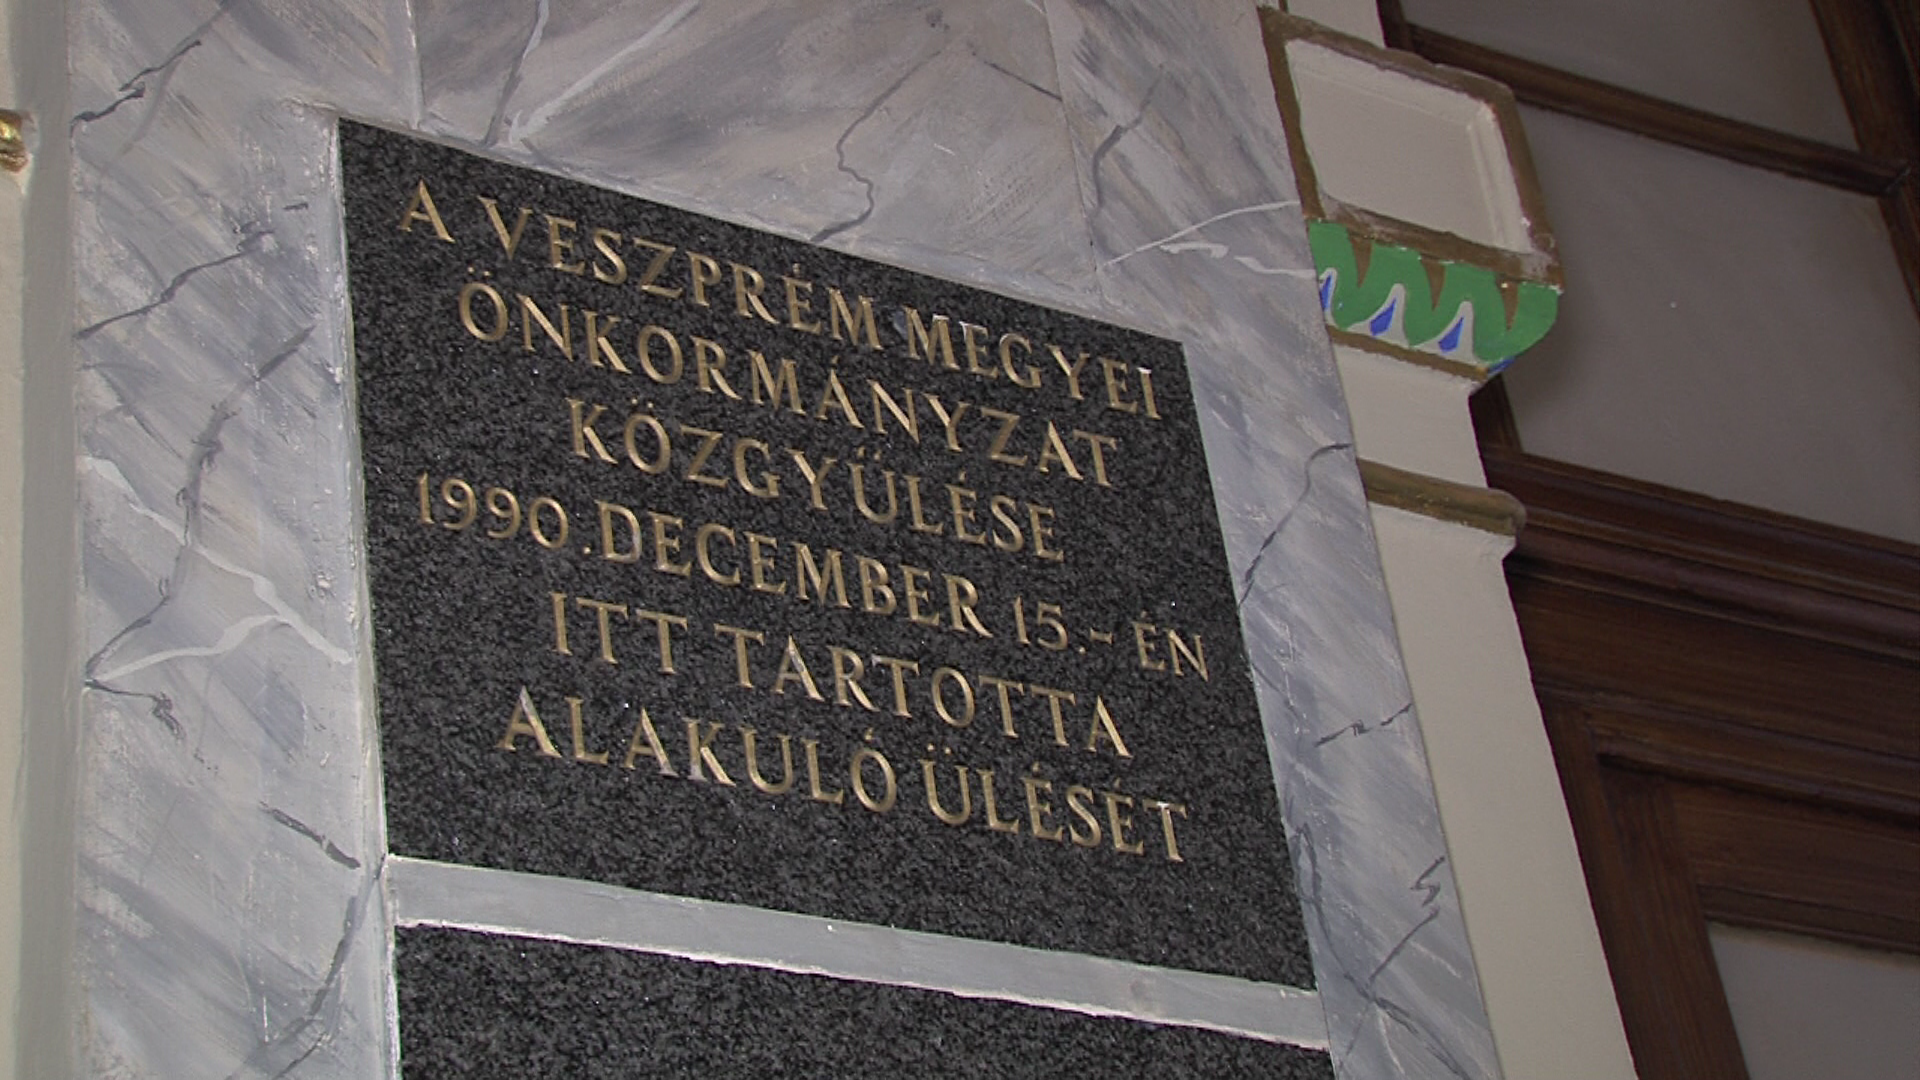 A VESZPRÉM MEGYEI
ÖNKORMÁNYZAT
KÖZGYŰLÉSE
1990. DECEMBER 15.- ÉN
ITT TARTOTTA
ALAKULÓ ÜLÉSÉT